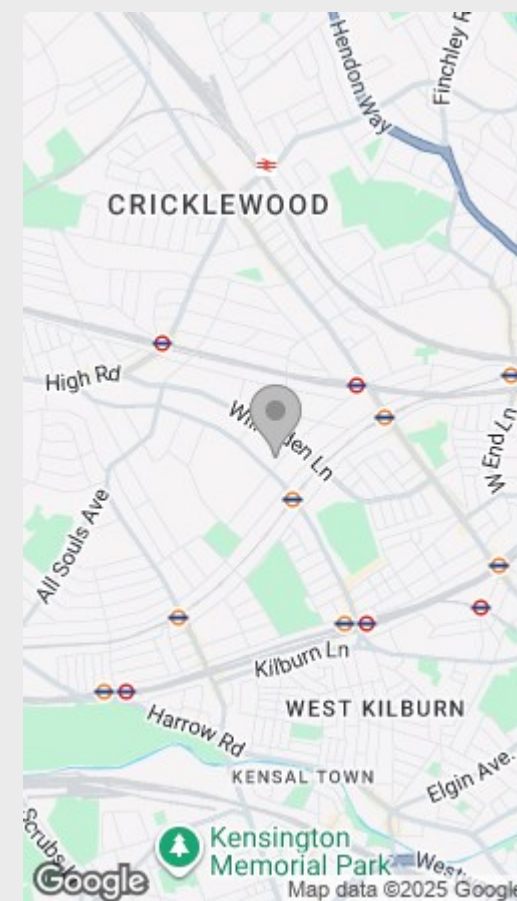 Hendon Way
Finchley R
CRICKLEWOOD
High Rd
Willesden Ln
W End Ln
All Souls Ave
Kilburn Ln
WEST KILBURN
Harrow Rd
KENSAL TOWN
Elgin Ave.
Scrubs
Kensington
Memorial Park
West
Google
Map data ©2025 Google